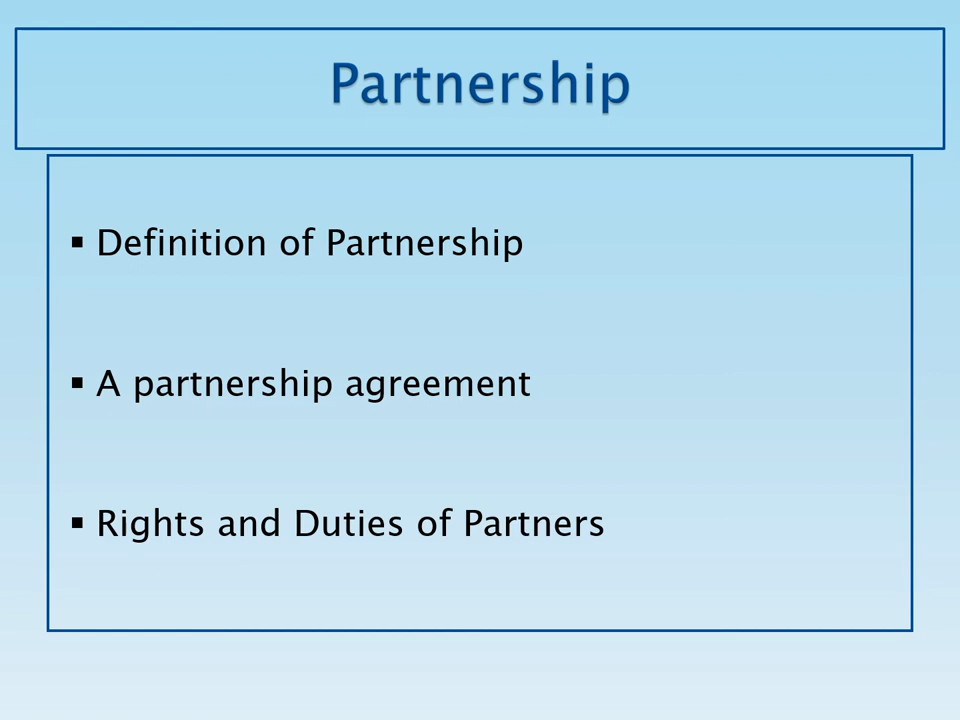 Partnership
▪ Definition of Partnership
▪ A partnership agreement
▪ Rights and Duties of Partners